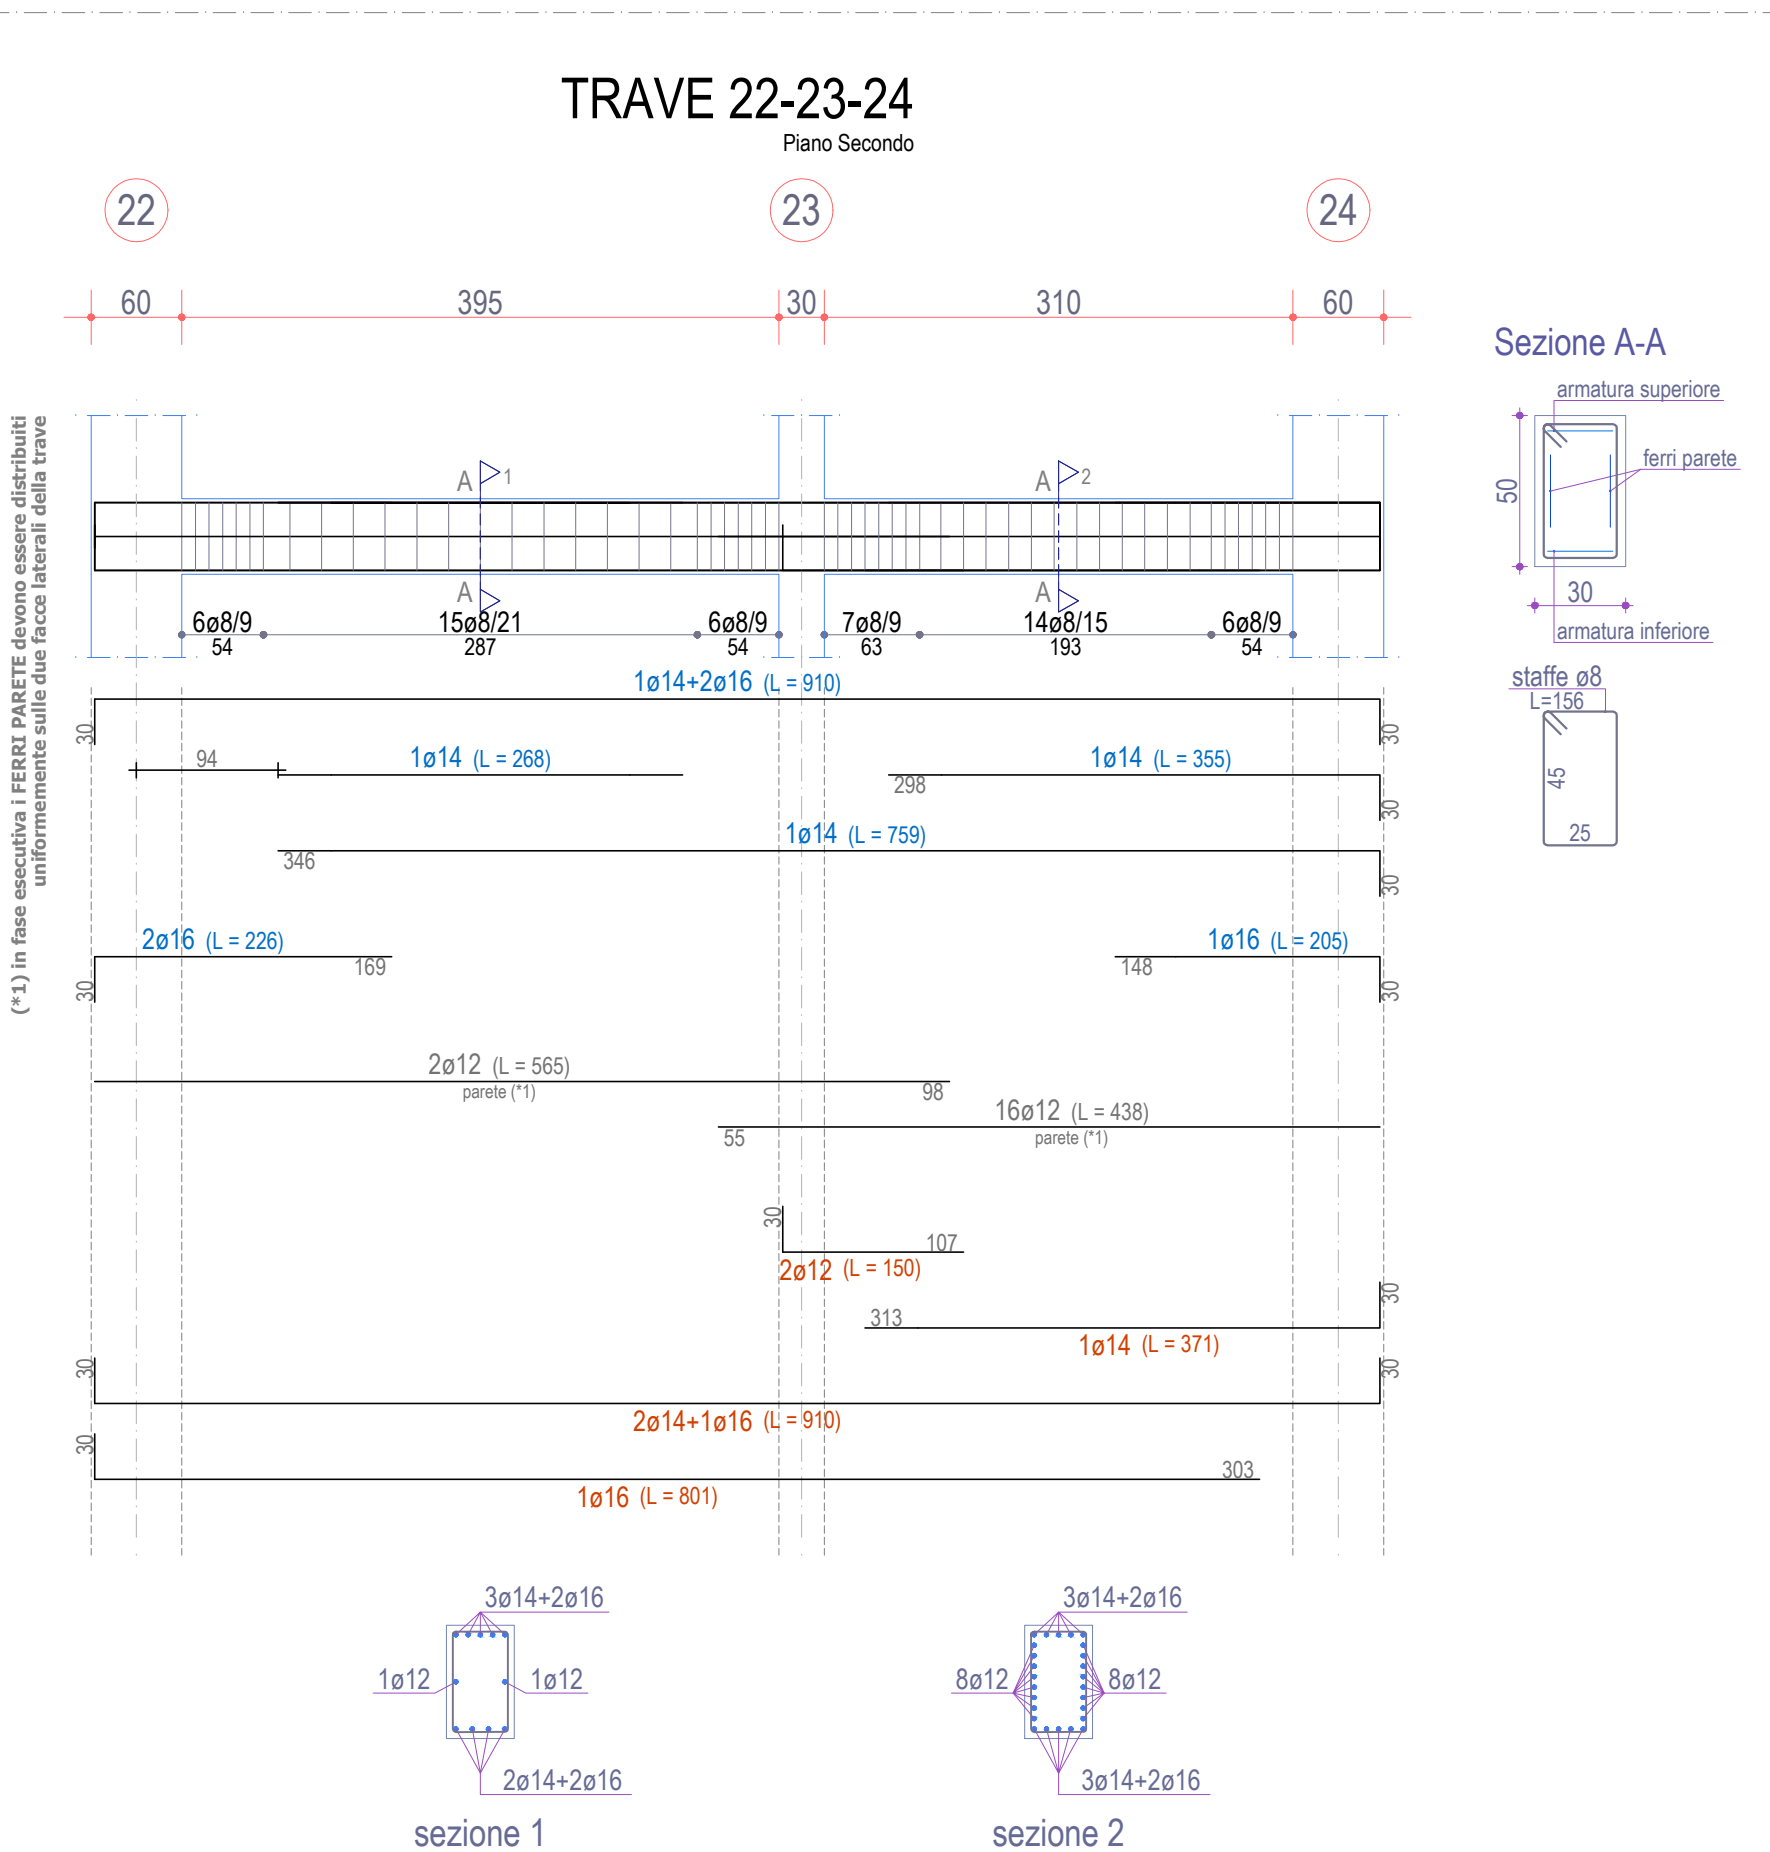 TRAVE 22-23-24
Piano Secondo
22
23
24
60
395
30
310
60
Sezione A-A
armatura superiore
ferri parete
50
30
armatura inferiore
staffe ø8
L=156
45
25
(*1) in fase esecutiva i FERRI PARETE devono essere distribuiti
uniformemente sulle due facce laterali della trave
A
1
A
2
A
A
6ø8/9
15ø8/21
6ø8/9
7ø8/9
14ø8/15
6ø8/9
54
287
54
63
193
54
1ø14+2ø16 (L = 910)
30
30
94
1ø14 (L = 268)
1ø14 (L = 355)
298
30
1ø14 (L = 759)
346
30
2ø16 (L = 226)
1ø16 (L = 205)
169
148
30
30
2ø12 (L = 565)
parete (*1)
98
16ø12 (L = 438)
55
parete (*1)
30
107
2ø12 (L = 150)
30
313
1ø14 (L = 371)
30
30
2ø14+1ø16 (L = 910)
30
303
1ø16 (L = 801)
3ø14+2ø16
3ø14+2ø16
1ø12
1ø12
8ø12
8ø12
2ø14+2ø16
3ø14+2ø16
sezione 1
sezione 2